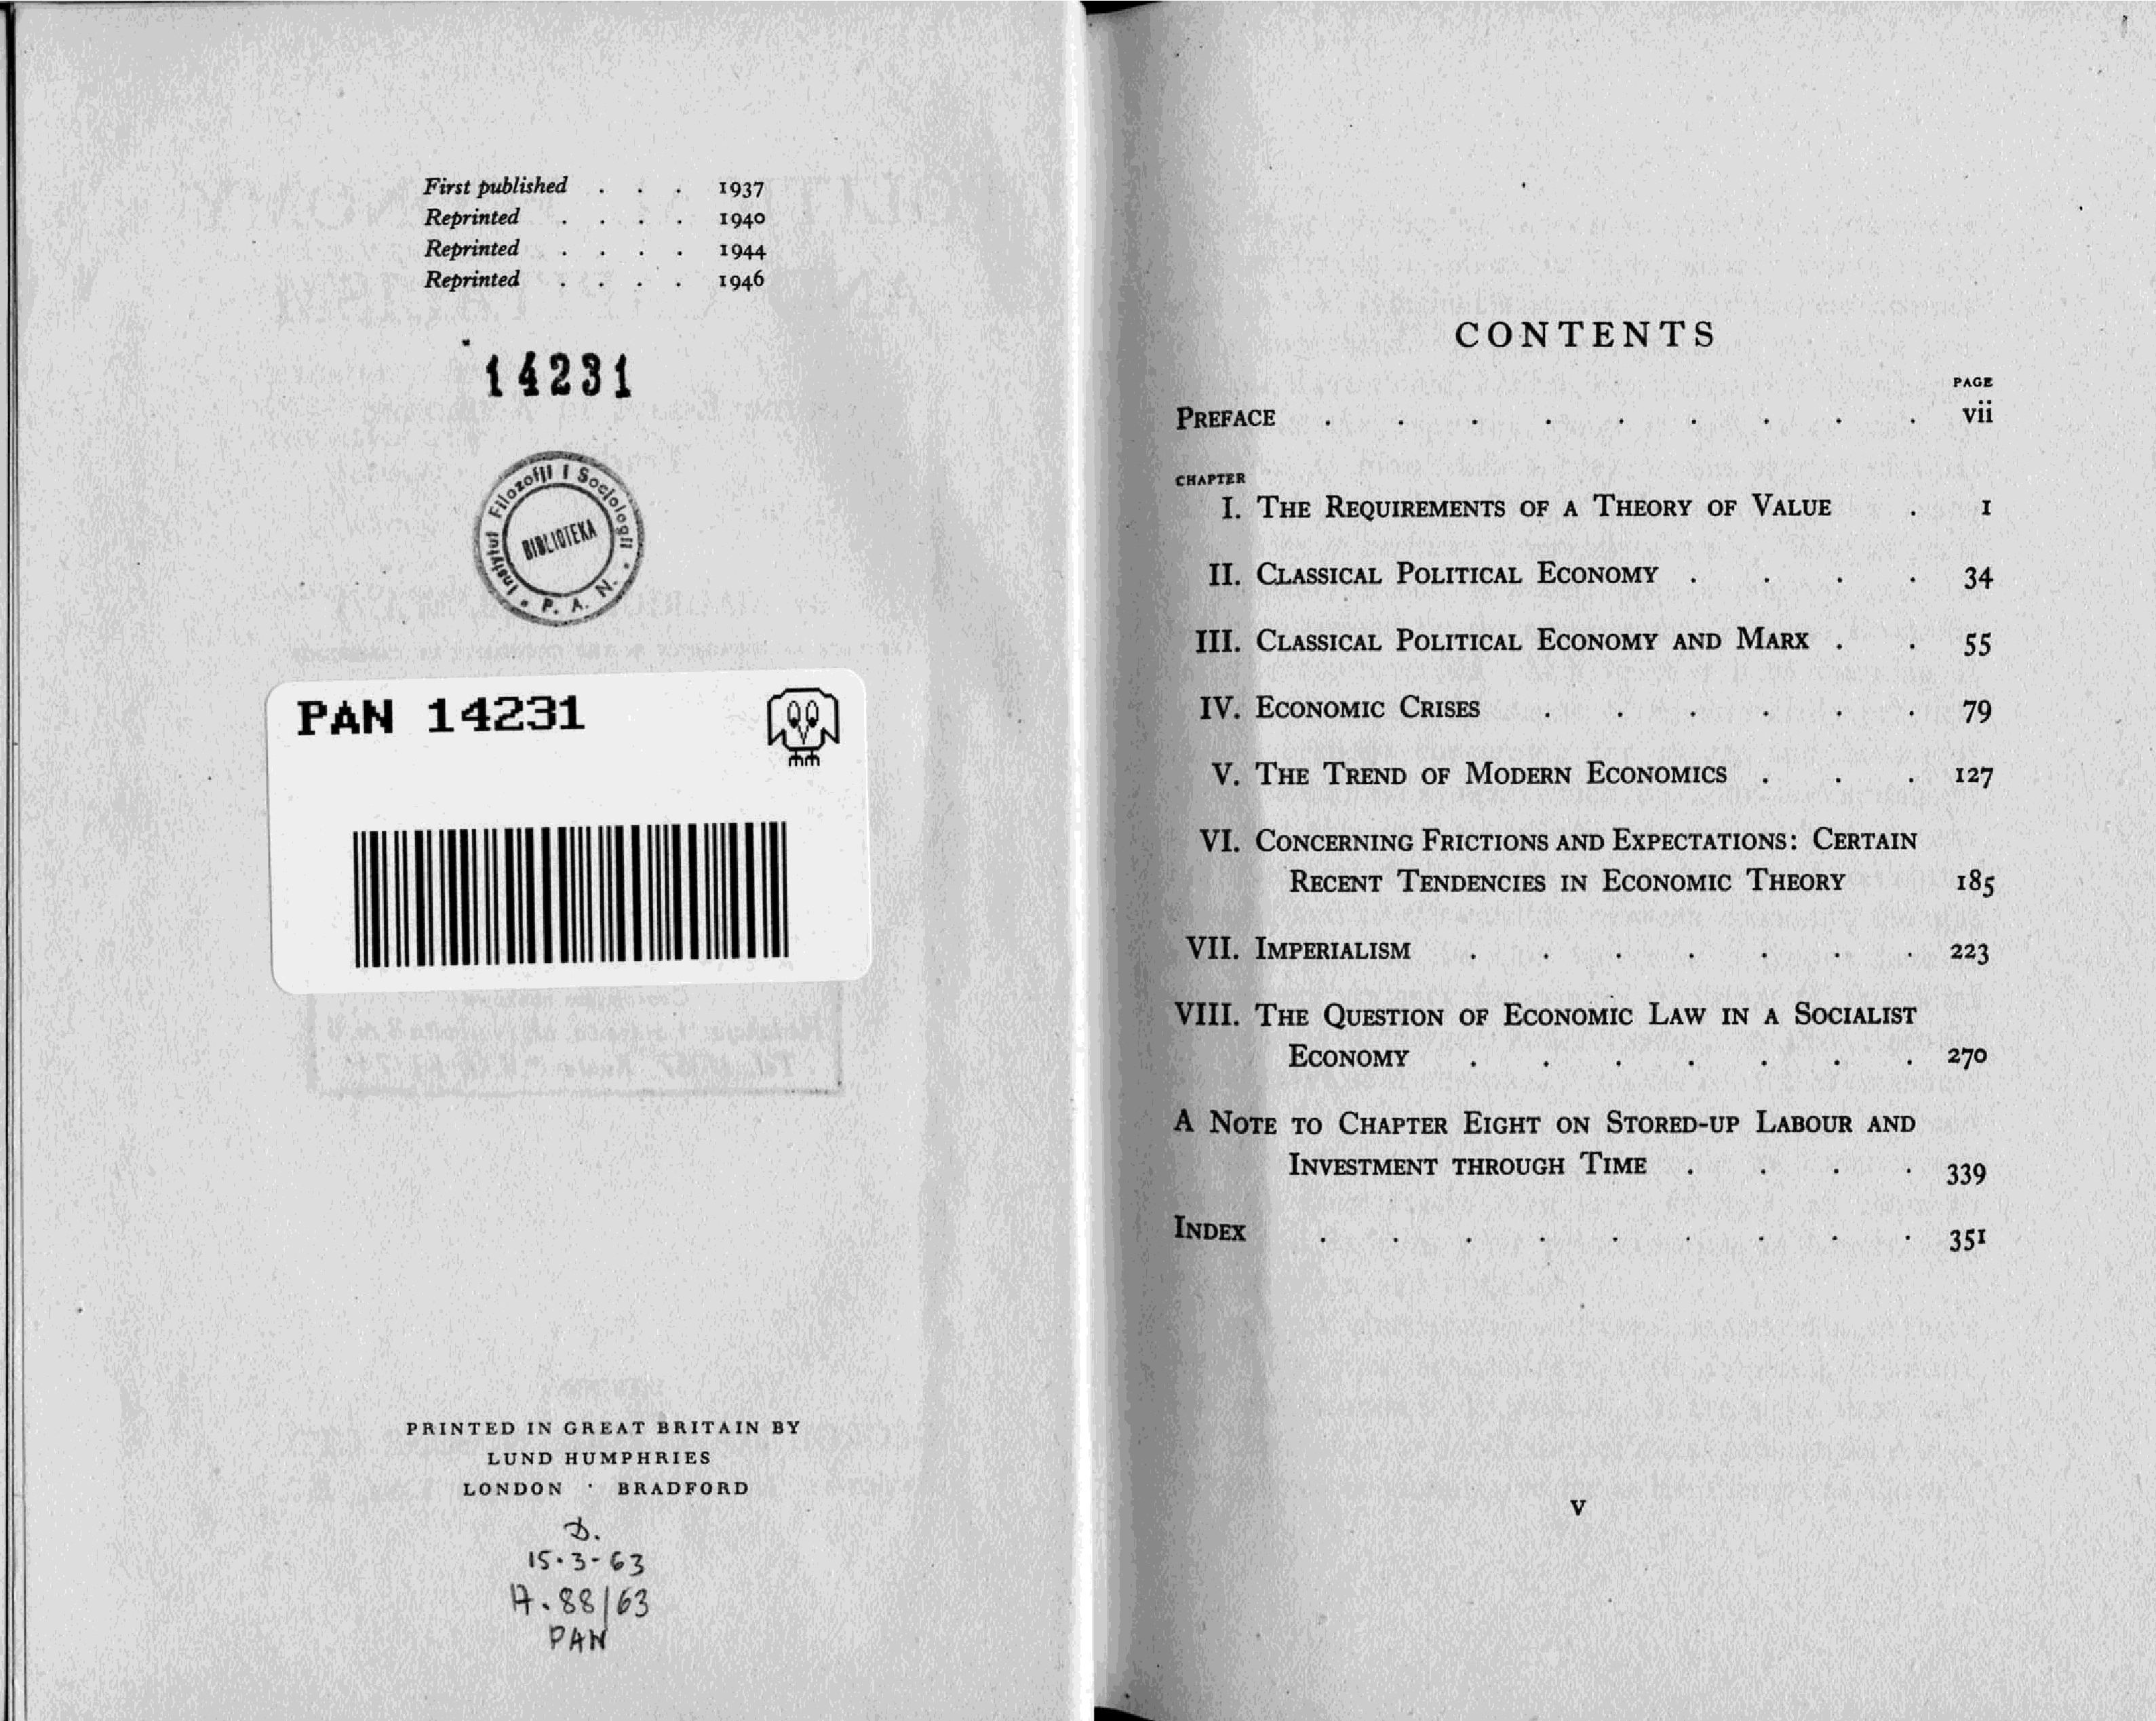 First published . . . 1937
Reprinted . . . . 1940
Reprinted . . . . 1944
Reprinted . . . . 1946
14231
Instytut Filozofii i Socjologii • P. A. N. •
BIBLIOTEKA
PAN 14231
PRINTED IN GREAT BRITAIN BY
LUND HUMPHRIES
LONDON · BRADFORD
D.
15.3-63
A.88/63
PAN
CONTENTS
PAGE
PREFACE . . . . . . . . . vii
CHAPTER
I. THE REQUIREMENTS OF A THEORY OF VALUE . 1
II. CLASSICAL POLITICAL ECONOMY . . . . 34
III. CLASSICAL POLITICAL ECONOMY AND MARX . . 55
IV. ECONOMIC CRISES . . . . . . 79
V. THE TREND OF MODERN ECONOMICS . . . 127
VI. CONCERNING FRICTIONS AND EXPECTATIONS: CERTAIN
RECENT TENDENCIES IN ECONOMIC THEORY 185
VII. IMPERIALISM . . . . . . . 223
VIII. THE QUESTION OF ECONOMIC LAW IN A SOCIALIST
ECONOMY . . . . . . . 270
A NOTE TO CHAPTER EIGHT ON STORED-UP LABOUR AND
INVESTMENT THROUGH TIME . . . . 339
INDEX . . . . . . . . . 351
v